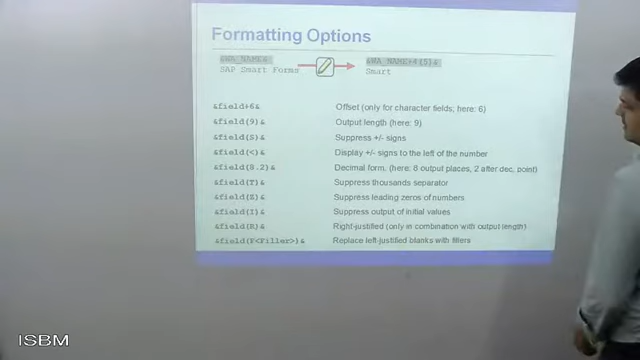 Formatting Options
&WA_NAME& &WA_NAME+4(5)&
SAP Smart Forms Smart
&field+6& Offset (only for character fields; here: 6)
&field(9)& Output length (here: 9)
&field(S)& Suppress +/- signs
&field(<)& Display +/- signs to the left of the number
&field(8.2)& Decimal form. (here: 8 output places, 2 after dec. point)
&field(T)& Suppress thousands separator
&field(Z)& Suppress leading zeros of numbers
&field(I)& Suppress output of initial values
&field(R)& Right-justified (only in combination with output length)
&field(F<Filler>)& Replace left-justified blanks with fillers
ISBM